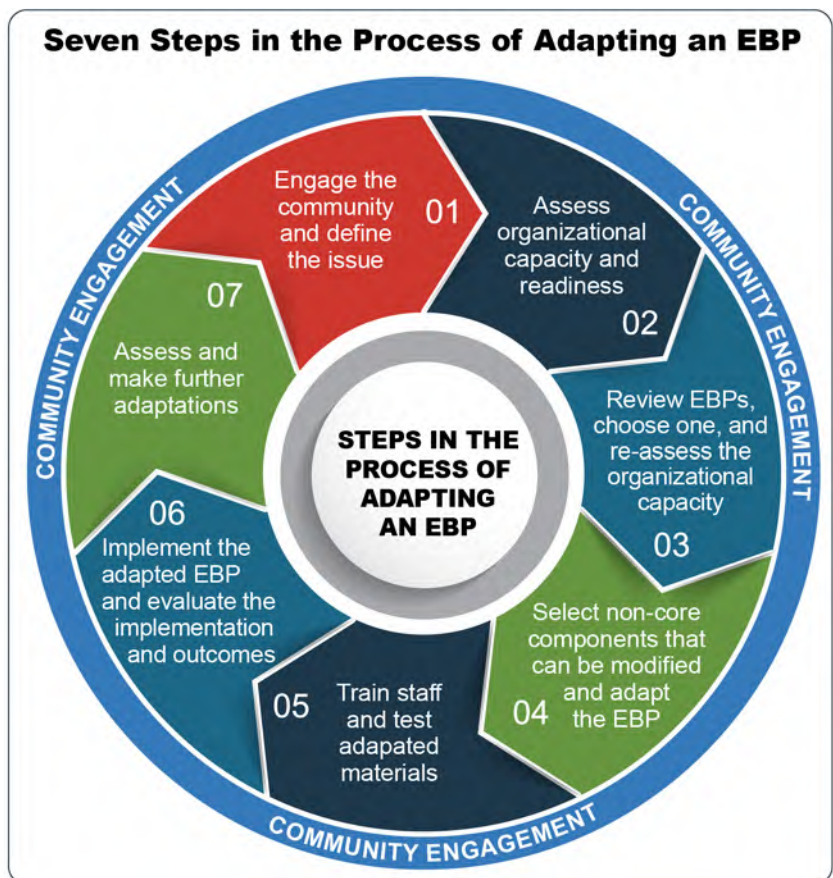 Seven Steps in the Process of Adapting an EBP
COMMUNITY ENGAGEMENT
COMMUNITY ENGAGEMENT
COMMUNITY ENGAGEMENT
Engage the
community
and define
the issue
01
Assess
organizational
capacity and
readiness
02
Review EBPs,
choose one, and
re-assess the
organizational
capacity
03
Select non-core
components that
can be modified
and adapt
the EBP
04
Train staff
and test
adapated
materials
05
06
Implement the
adapted EBP
and evaluate the
implementation
and outcomes
07
Assess and
make further
adaptations
STEPS IN THE
PROCESS OF
ADAPTING
AN EBP